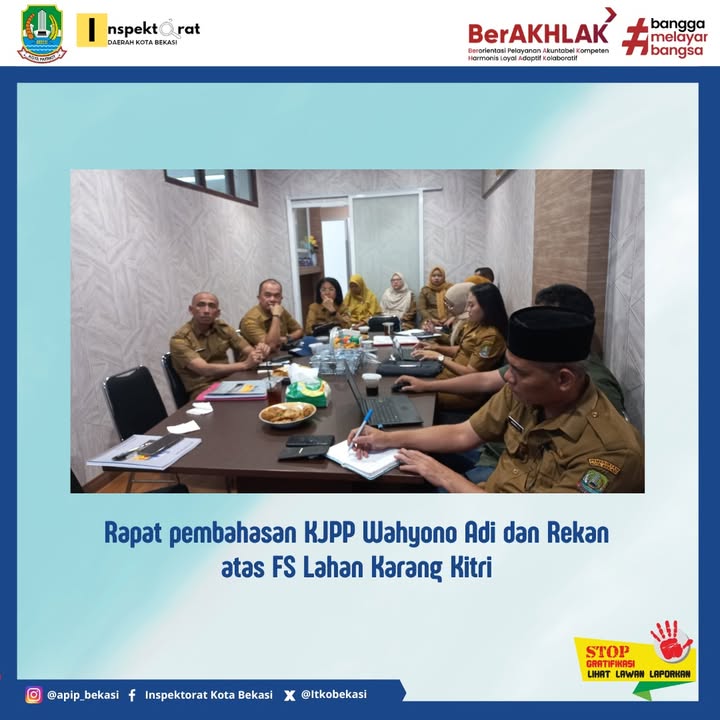 KOTA PATRIOT
Inspektorat
DAERAH KOTA BEKASI
BerAKHLAK
Berorientasi Pelayanan Akuntabel Kompeten
Harmonis Loyal Adaptif Kolaboratif
#bangga
melayani
bangsa
Rapat pembahasan KJPP Wahyono Adi dan Rekan
atas FS Lahan Karang Kitri
STOP
GRATIFIKASI
LIHAT LAWAN LAPORKAN
@apip_bekasi
Inspektorat Kota Bekasi
@Itkobekasi